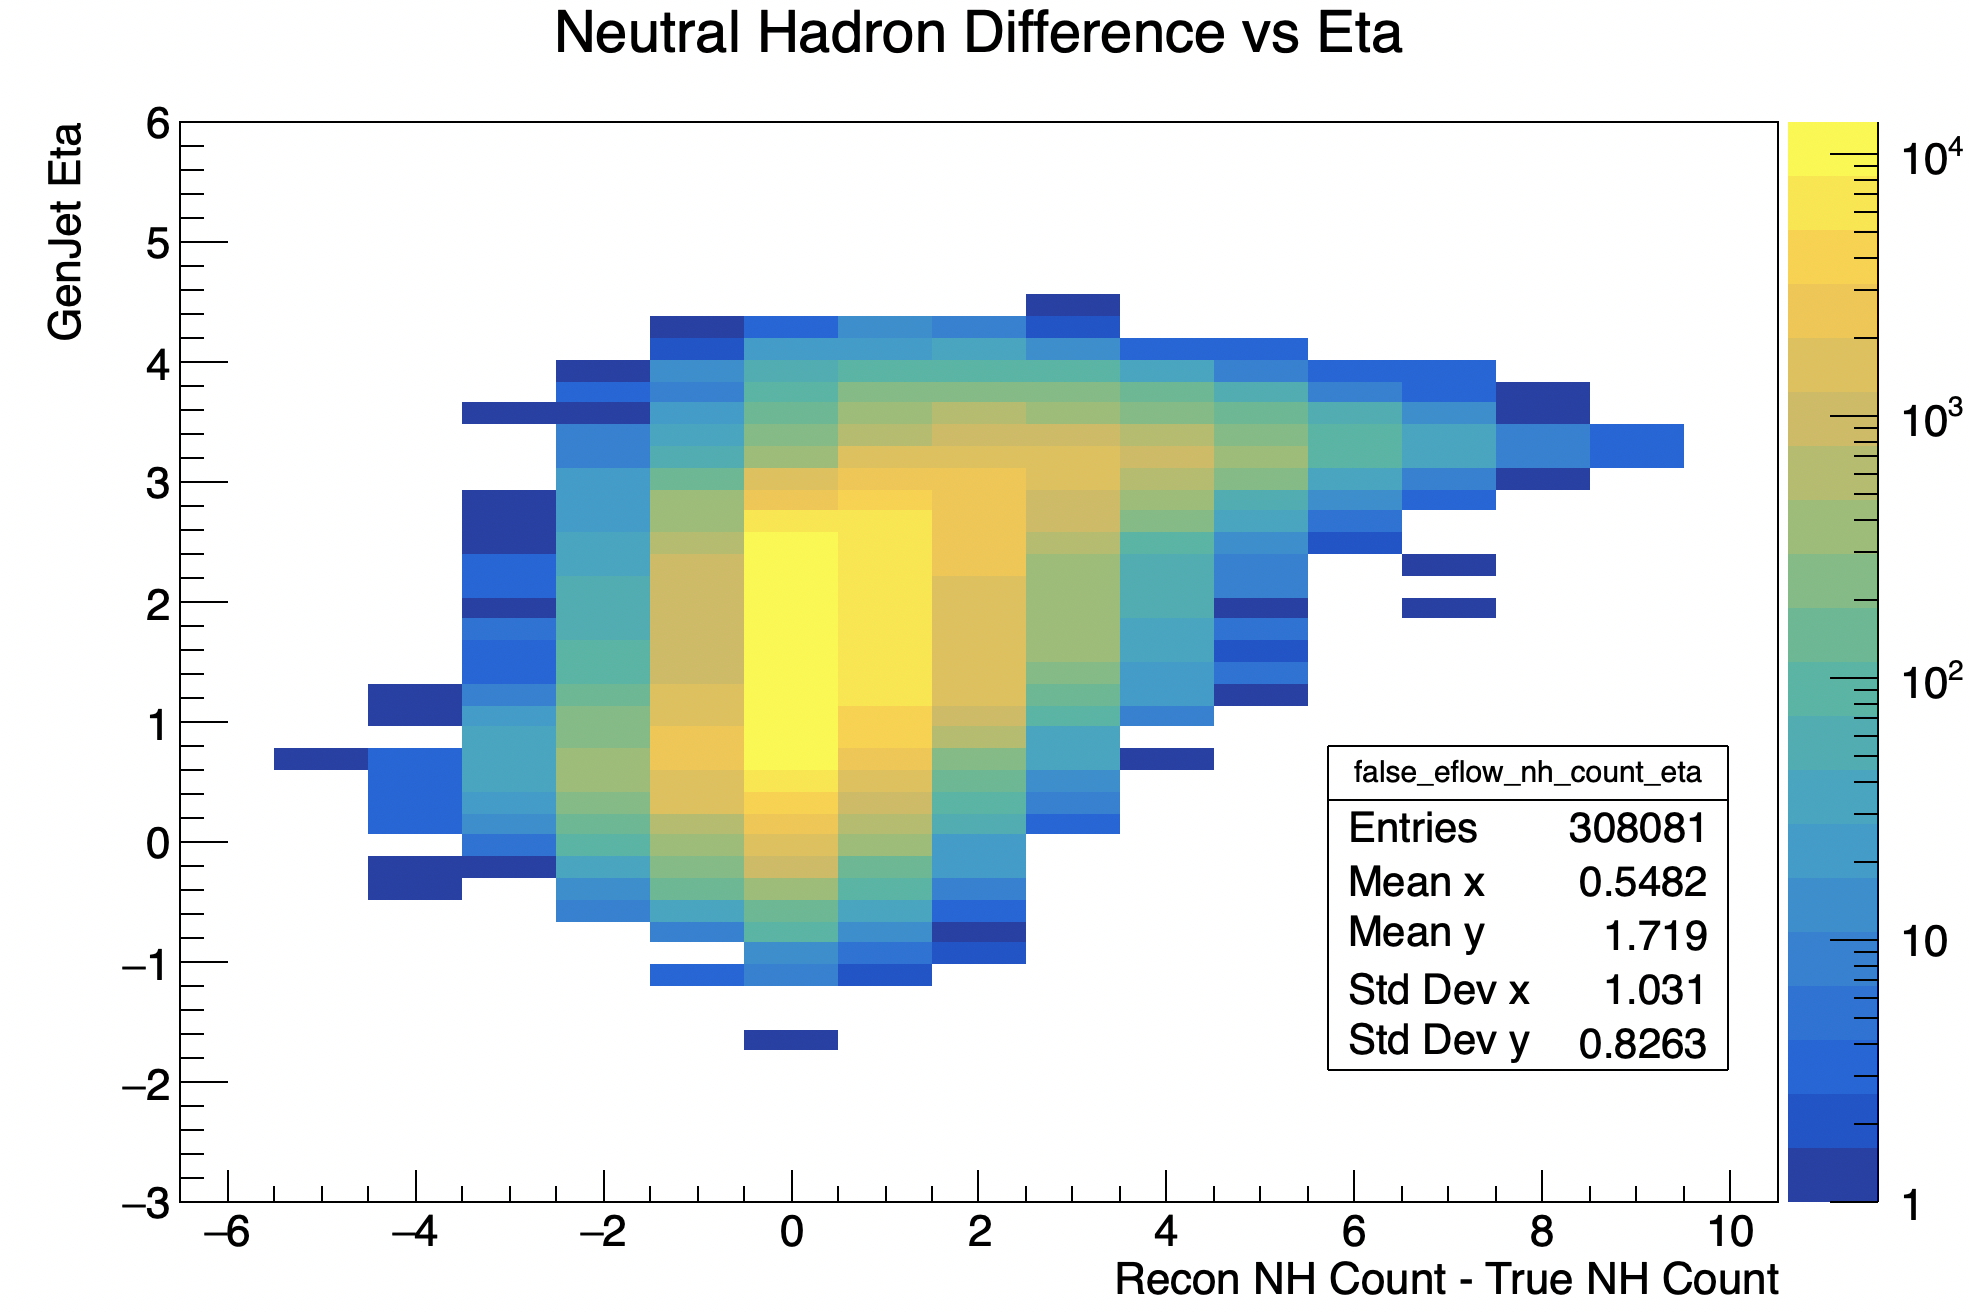 Neutral Hadron Difference vs Eta
GenJet Eta
6
5
4
3
2
1
0
−1
−2
−3
−6 −4 −2 0 2 4 6 8 10
Recon NH Count - True NH Count
10⁴
10³
10²
10
1
false_eflow_nh_count_eta
Entries 308081
Mean x 0.5482
Mean y 1.719
Std Dev x 1.031
Std Dev y 0.8263